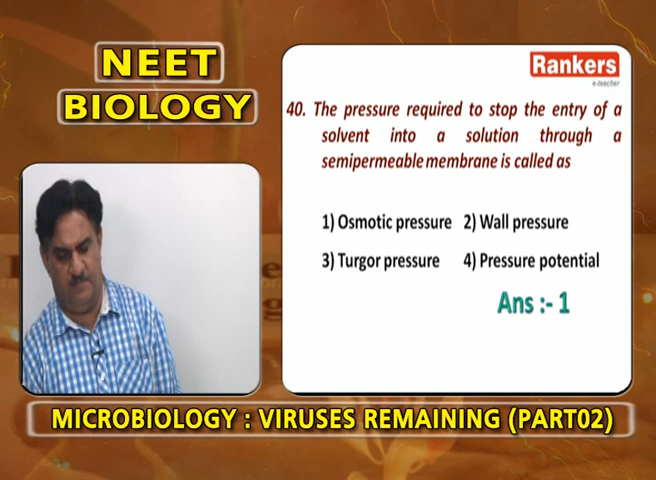 NEET
BIOLOGY
Rankers
e-teacher
40. The pressure required to stop the entry of a
solvent into a solution through a
semipermeable membrane is called as
1) Osmotic pressure 2) Wall pressure
3) Turgor pressure 4) Pressure potential
Ans :- 1
MICROBIOLOGY : VIRUSES REMAINING (PART02)